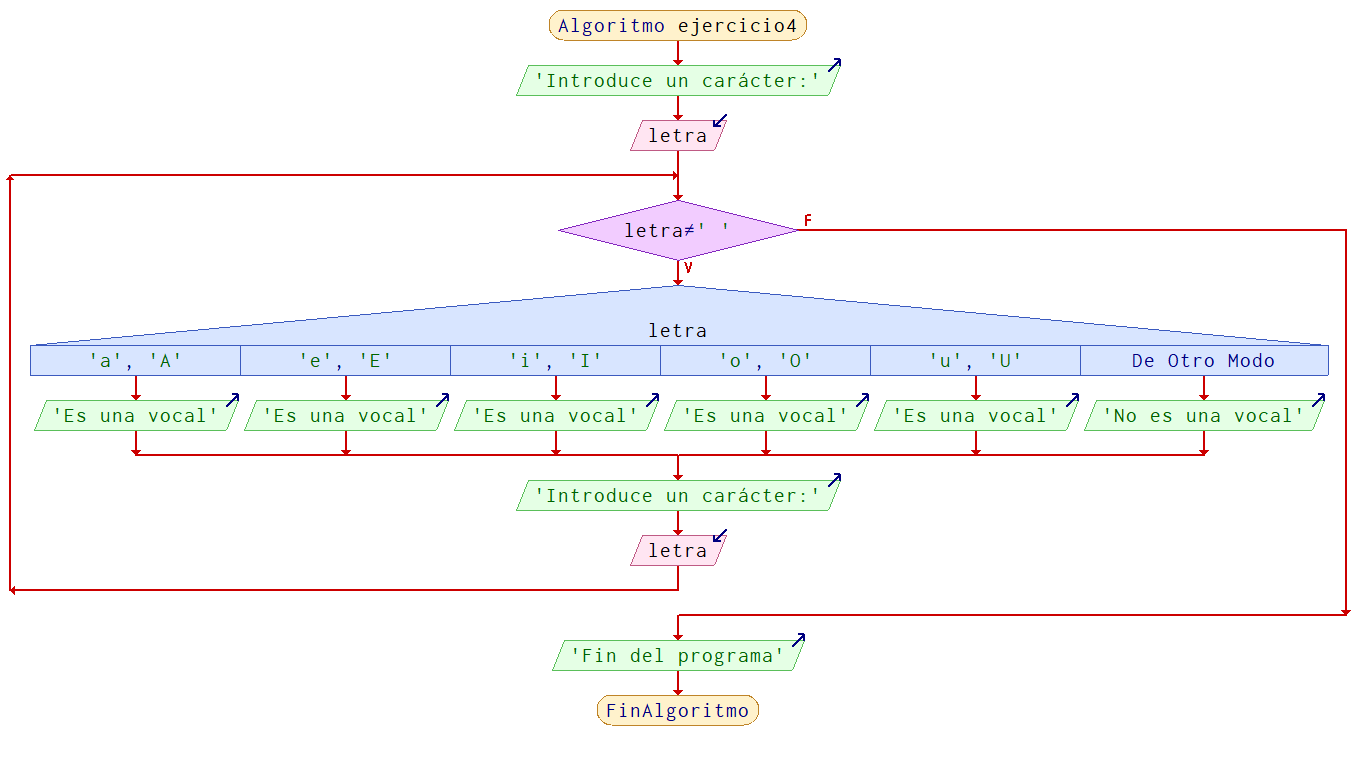 Algoritmo ejercicio4
'Introduce un carácter:'
letra
letra≠' '
F
V
letra
'a', 'A' 'e', 'E' 'i', 'I' 'o', 'O' 'u', 'U' De Otro Modo
'Es una vocal' 'Es una vocal' 'Es una vocal' 'Es una vocal' 'Es una vocal' 'No es una vocal'
'Introduce un carácter:'
letra
'Fin del programa'
FinAlgoritmo